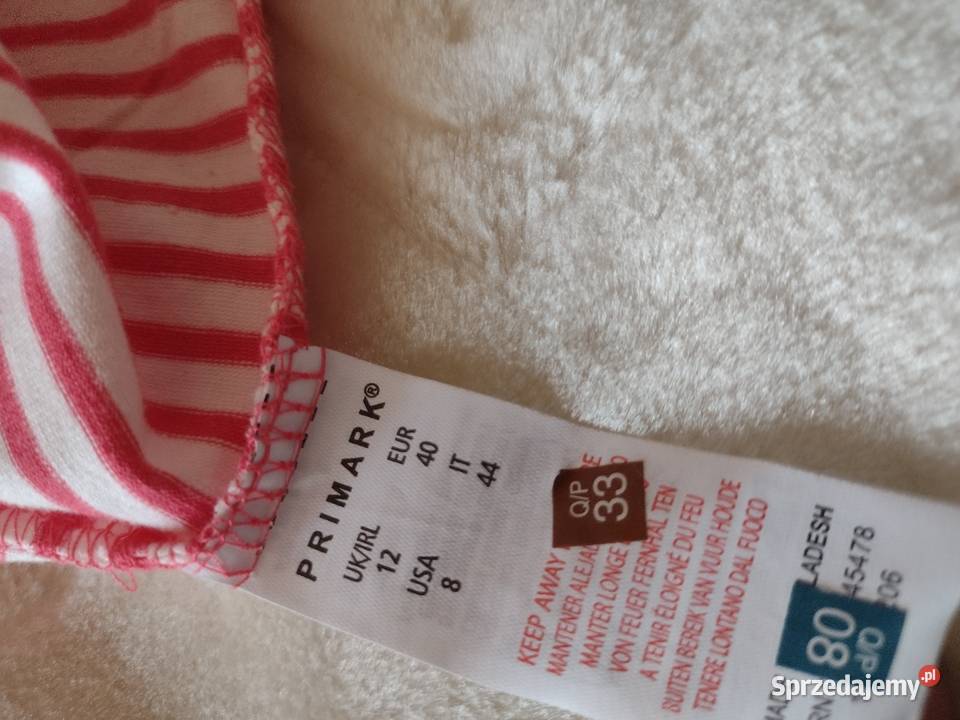 PRIMARK®
UK/IRL EUR
12 40
USA IT
8 44
KEEP AWAY
MANTENER
MANTER LONGE
VON FEUER FERNHALTEN
A TENIR ÉLOIGNÉ DU FEU
BUITEN BEREIK VAN VUUR HOUDE
TENERE LONTANO DAL FUOCO
Q/P
33
LADESH
45478
06
80
Q/P
Sprzedajemy.pl